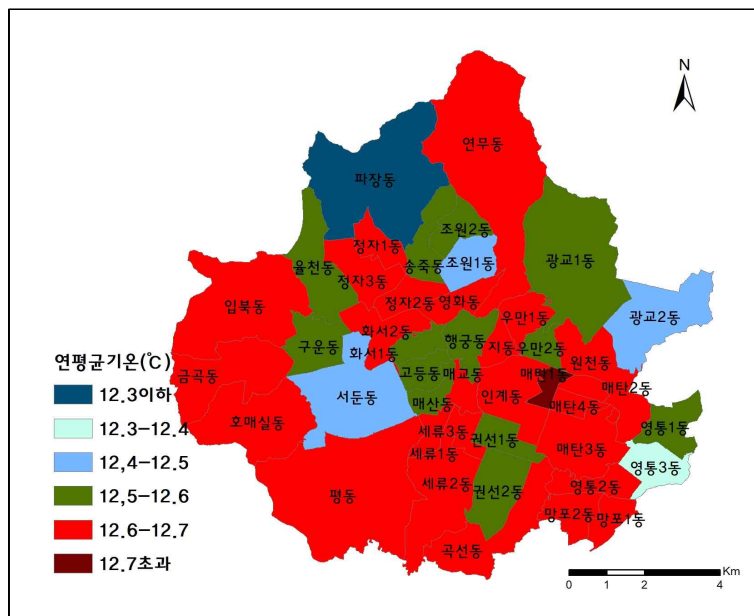 N
연무동
파장동
조원2동
정자1동
송죽동
조원1동
광교1동
율천동
정자3동
입북동
정자2동
영화동
우만1동
광교2동
화서2동
행궁동
구운동
화서1동
지동
우만2동
원천동
연평균기온(℃)
금곡동
고등동
매교동
매탄1동
매탄2동
12.3이하
서둔동
매산동
인계동
매탄4동
호매실동
12.3-12.4
세류3동
권선1동
영통1동
12,4-12.5
세류1동
매탄3동
영통3동
12,5-12.6
평동
세류2동
권선2동
영통2동
12.6-12.7
망포2동
망포1동
12.7초과
곡선동
Km
0 1 2 4